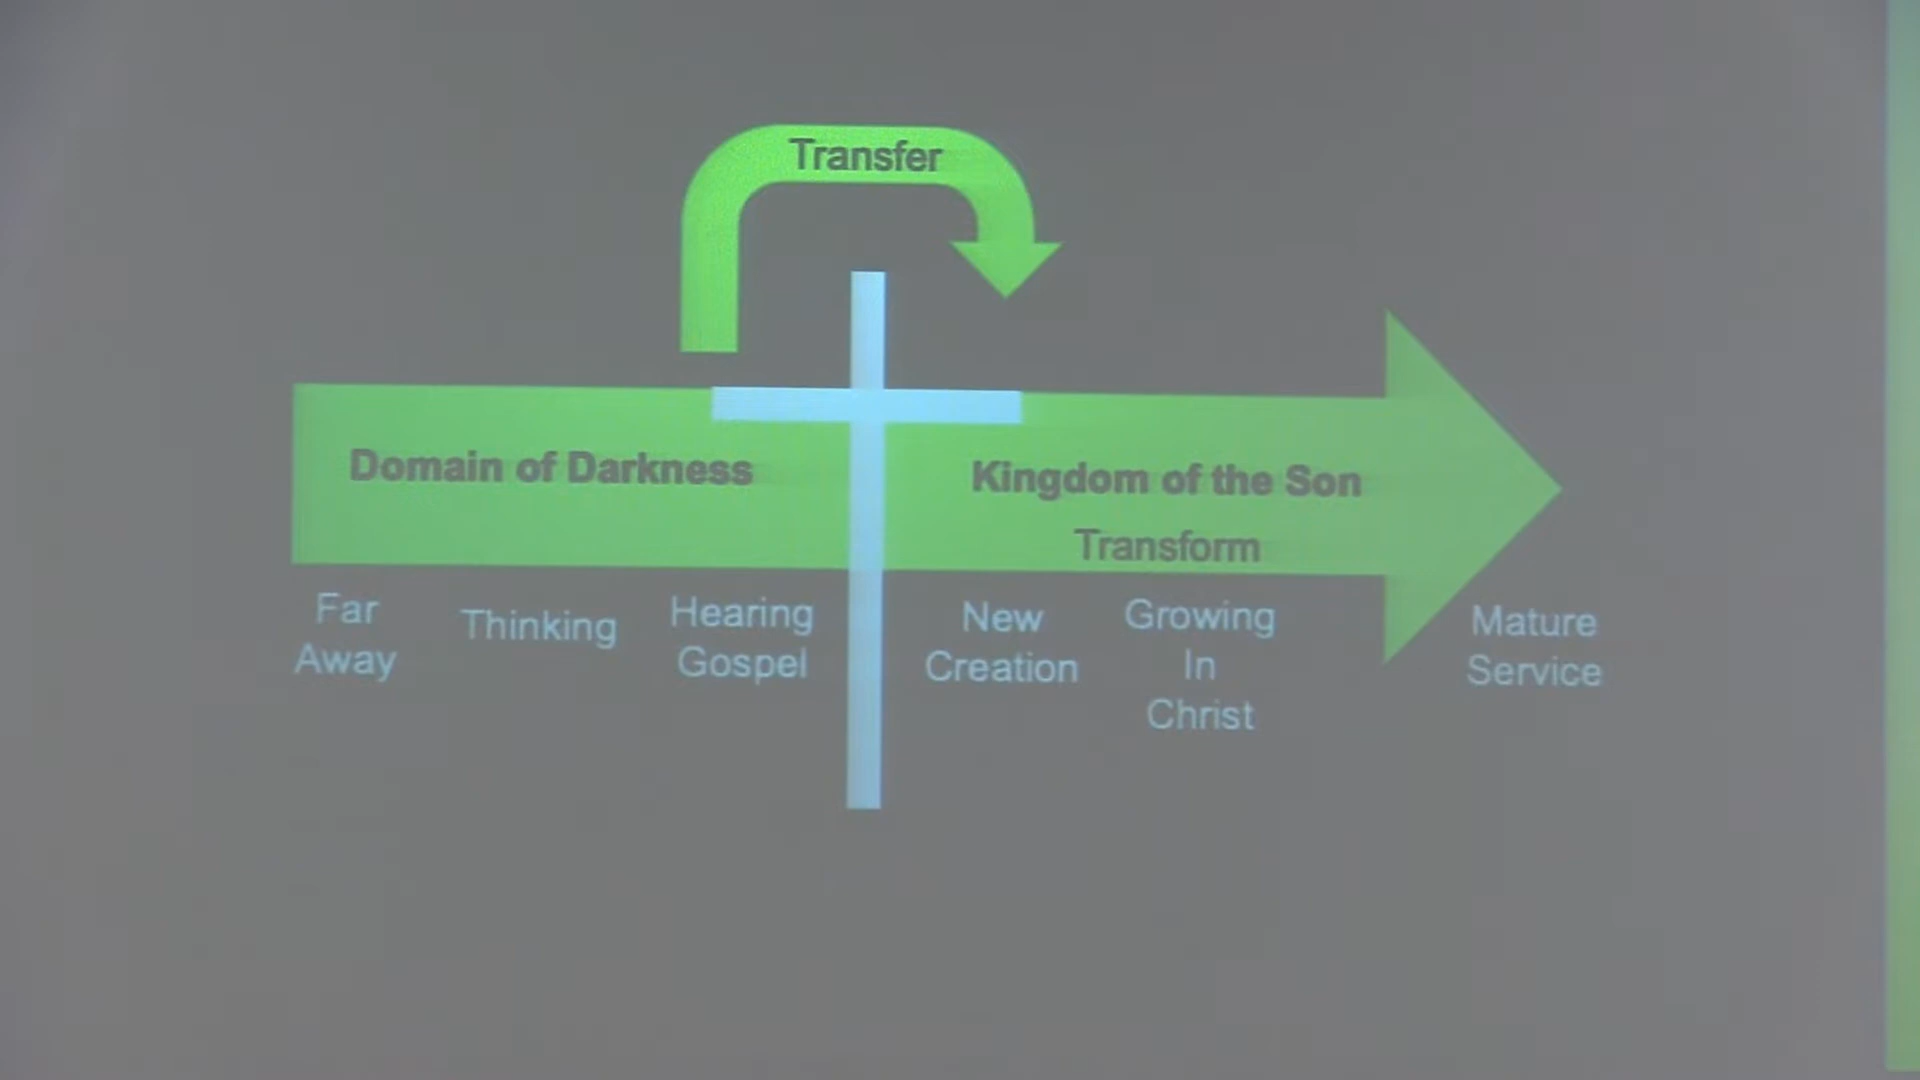 Transfer
Domain of Darkness
Kingdom of the Son
Transform
Far
Away
Thinking
Hearing
Gospel
New
Creation
Growing
In
Christ
Mature
Service